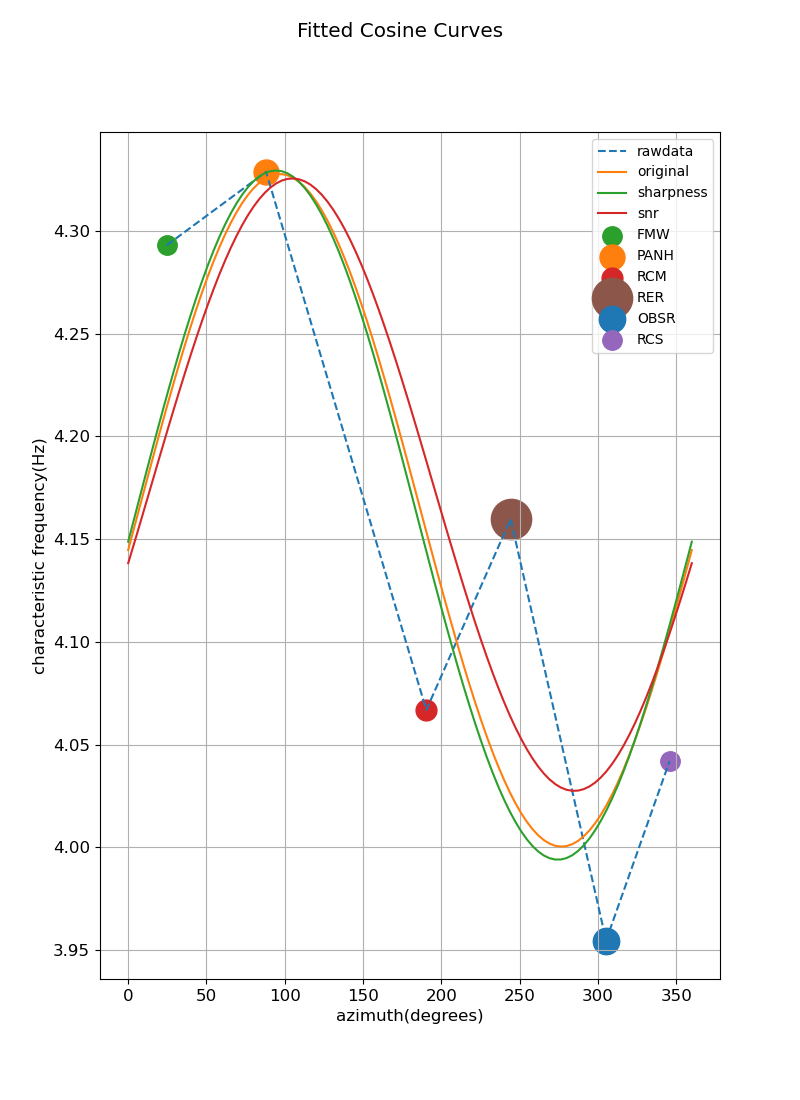 Fitted Cosine Curves
rawdata
original
sharpness
snr
FMW
PANH
RCM
RER
OBSR
RCS
characteristic frequency(Hz)
4.30
4.25
4.20
4.15
4.10
4.05
4.00
3.95
0 50 100 150 200 250 300 350
azimuth(degrees)